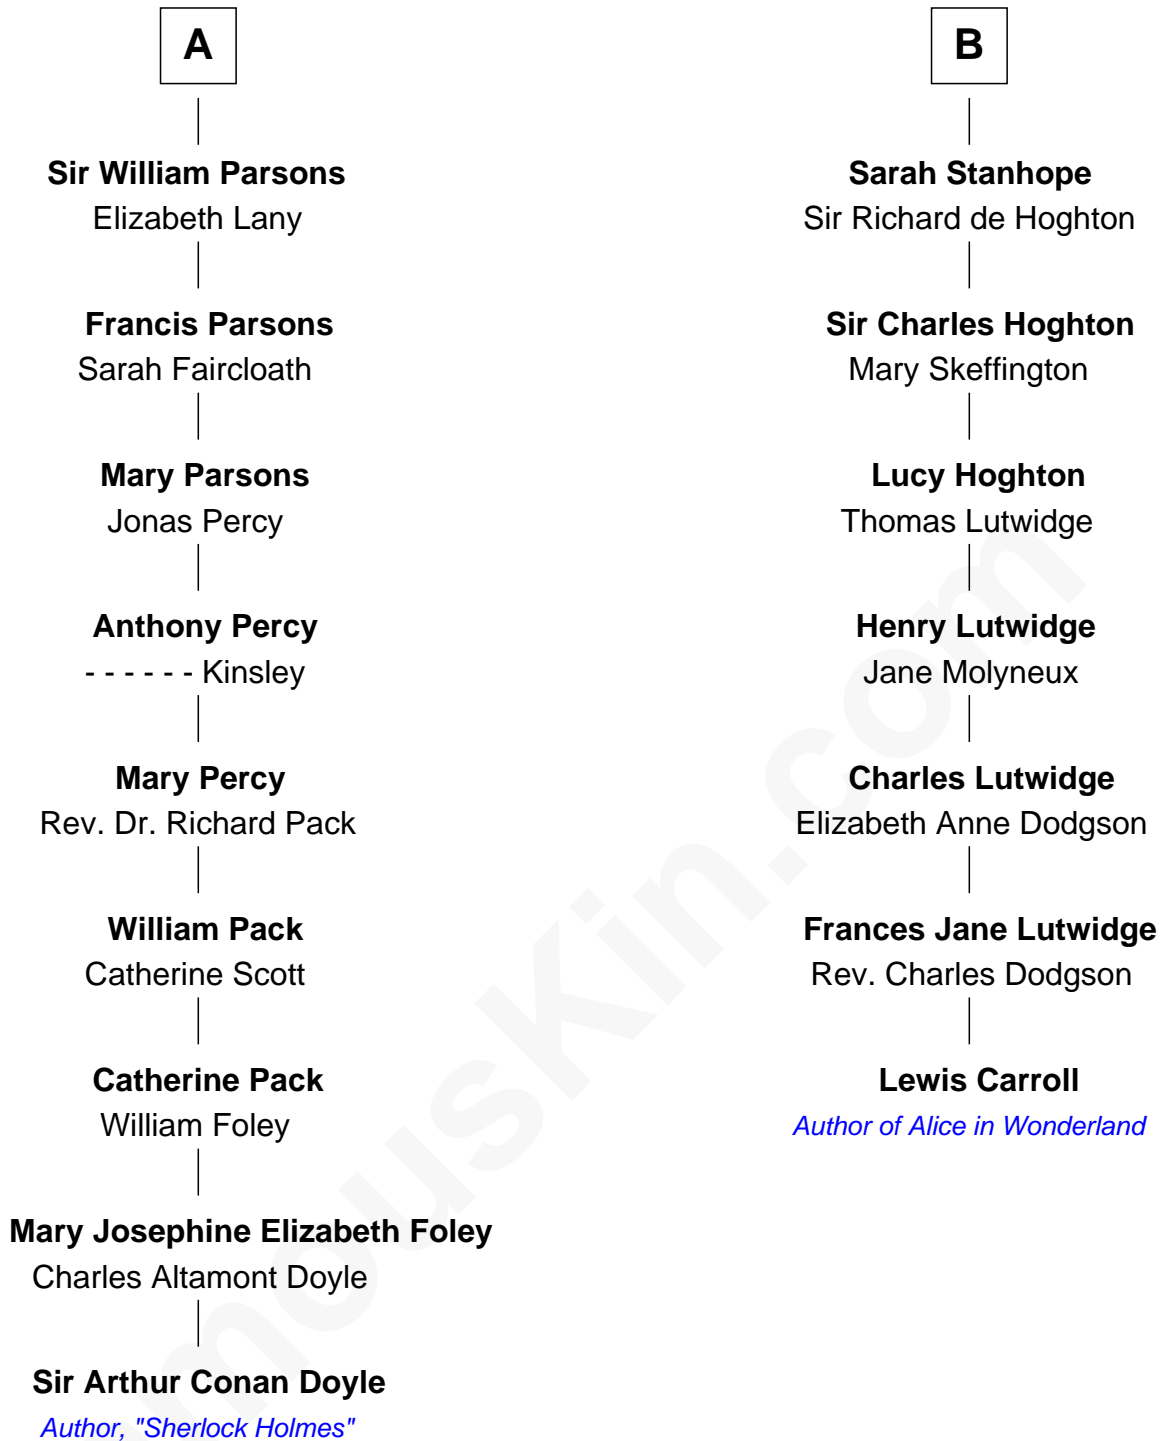 A
Sir William Parsons
Elizabeth Lany
Francis Parsons
Sarah Faircloath
Mary Parsons
Jonas Percy
Anthony Percy
- - - - - - Kinsley
Mary Percy
Rev. Dr. Richard Pack
William Pack
Catherine Scott
Catherine Pack
William Foley
Mary Josephine Elizabeth Foley
Charles Altamont Doyle
Sir Arthur Conan Doyle
Author, "Sherlock Holmes"
B
Sarah Stanhope
Sir Richard de Hoghton
Sir Charles Hoghton
Mary Skeffington
Lucy Hoghton
Thomas Lutwidge
Henry Lutwidge
Jane Molyneux
Charles Lutwidge
Elizabeth Anne Dodgson
Frances Jane Lutwidge
Rev. Charles Dodgson
Lewis Carroll
Author of Alice in Wonderland
mouskin.com